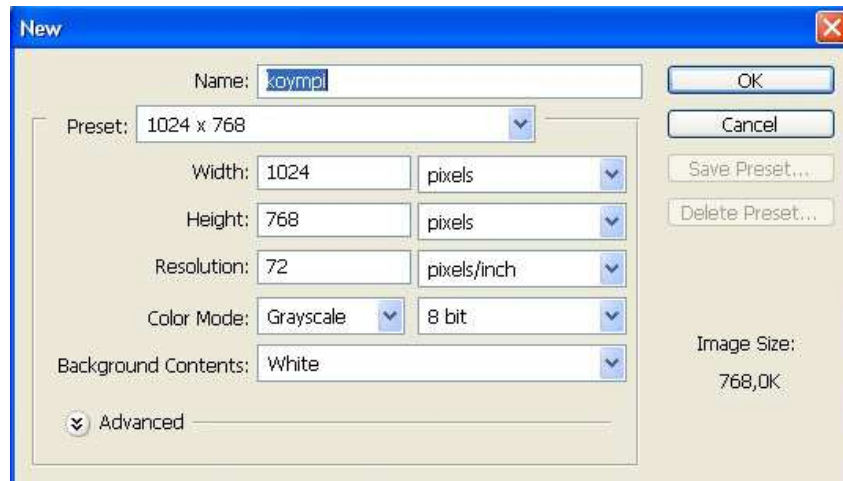 New
Name: koympi
OK
Preset: 1024 x 768
Cancel
Width: 1024 pixels
Save Preset...
Height: 768 pixels
Delete Preset...
Resolution: 72 pixels/inch
Color Mode: Grayscale 8 bit
Image Size:
Background Contents: White
768,0K
Advanced